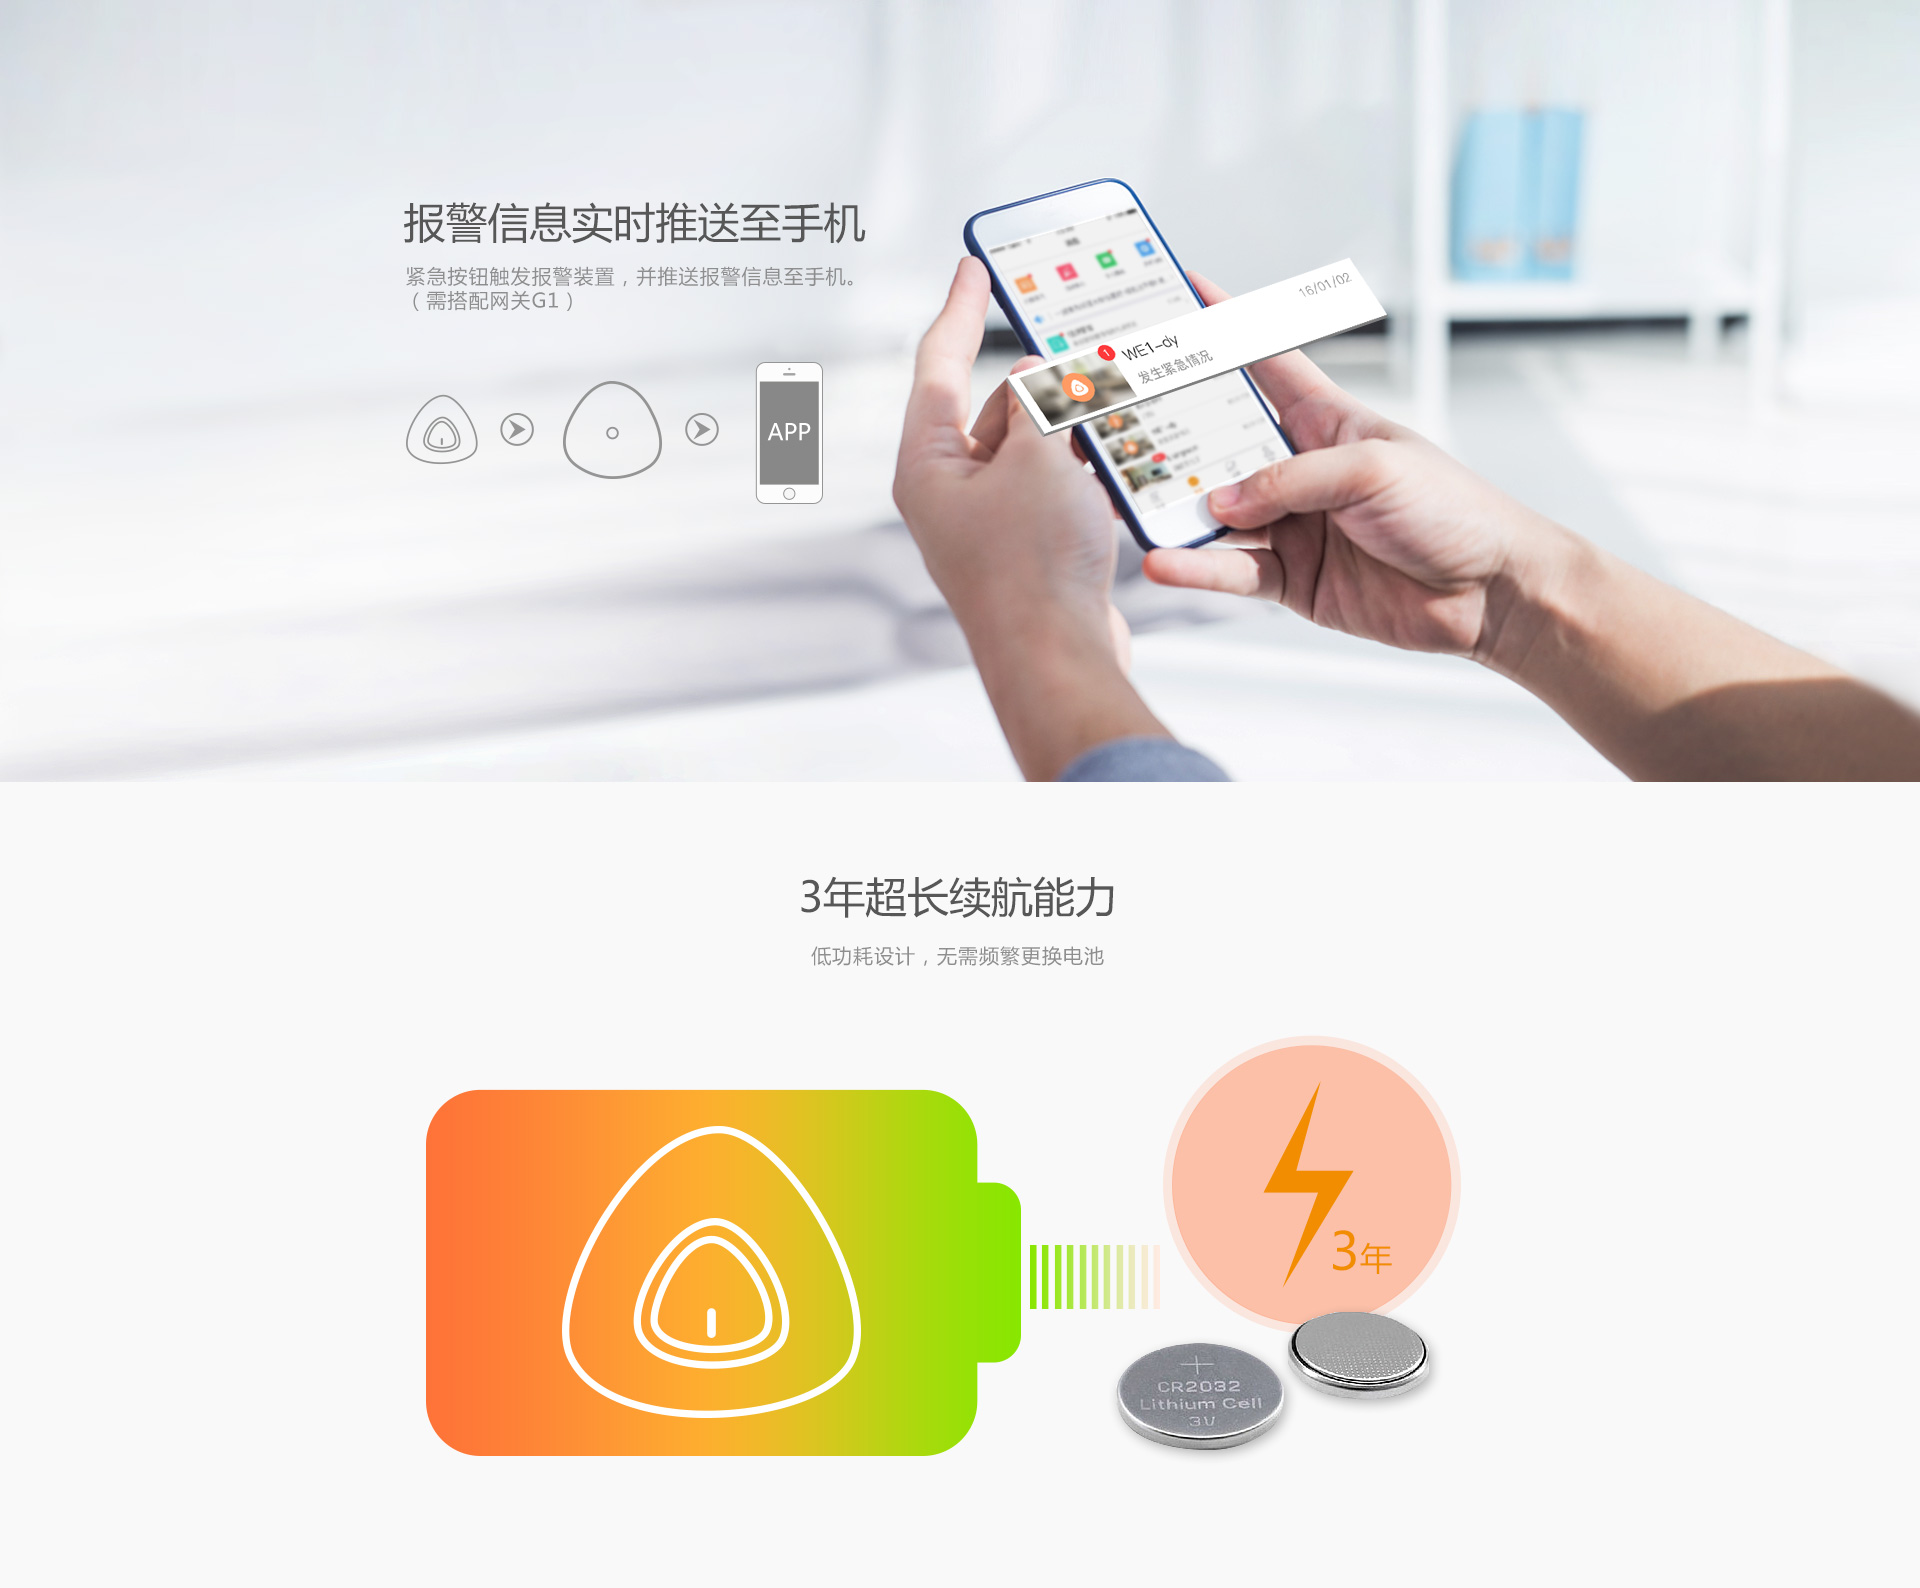 报警信息实时推送至手机
紧急按钮触发报警装置，并推送报警信息至手机。
（需搭配网关G1）
APP
16/01/02
1
WE1-dy
发生紧急情况
3年超长续航能力
低功耗设计，无需频繁更换电池
3年
CR2032
Lithium Cell
3V